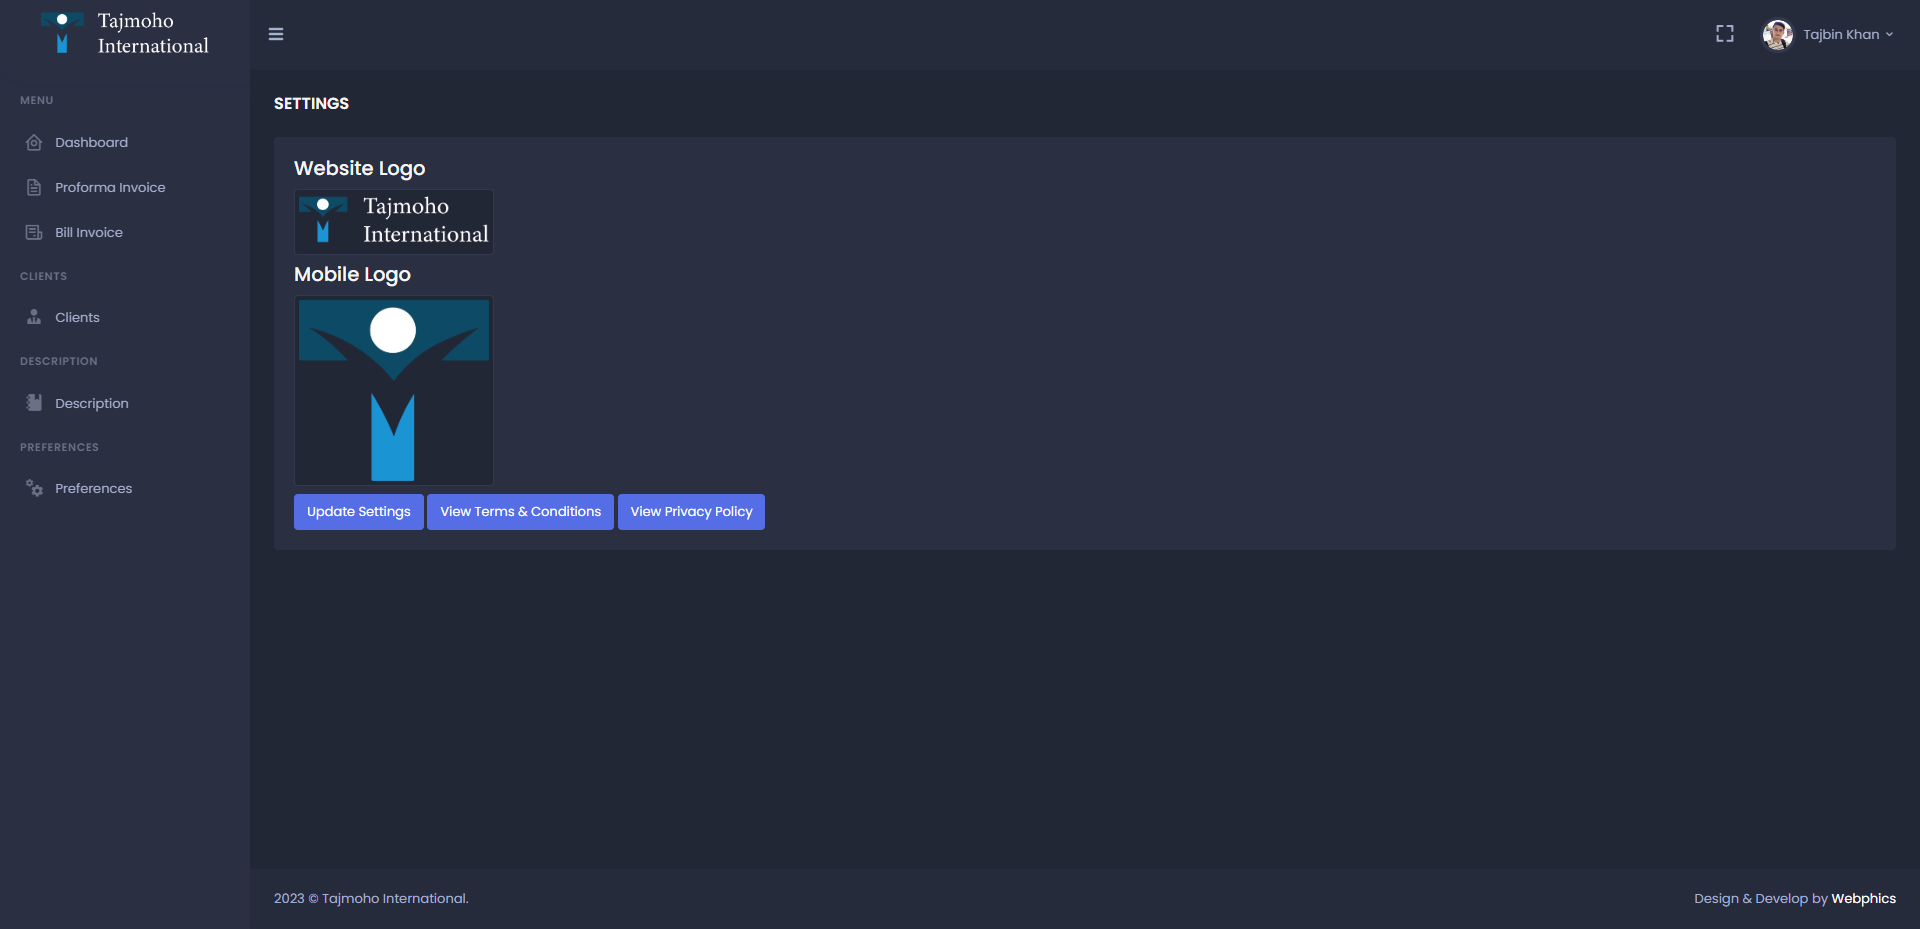 Tajmoho
International
Tajbin Khan
MENU
Dashboard
Proforma Invoice
Bill Invoice
CLIENTS
Clients
DESCRIPTION
Description
PREFERENCES
Preferences
SETTINGS
Website Logo
Tajmoho
International
Mobile Logo
Update Settings
View Terms & Conditions
View Privacy Policy
2023 © Tajmoho International.
Design & Develop by Webphics